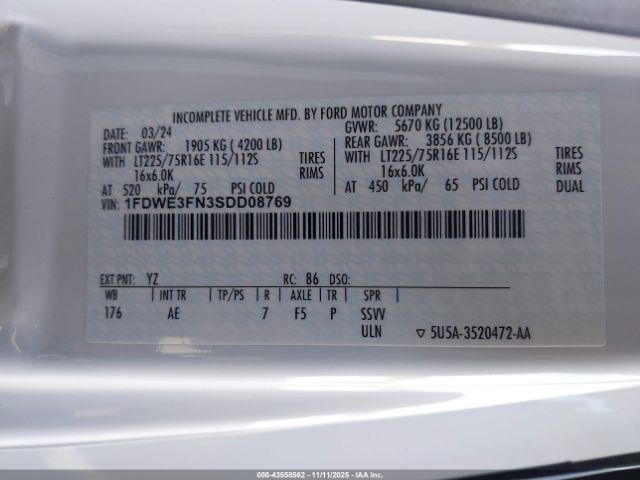 INCOMPLETE VEHICLE MFD. BY FORD MOTOR COMPANY
DATE: 03/24 GVWR: 5670 KG (12500 LB)
FRONT GAWR: 1905 KG (4200 LB) REAR GAWR: 3856 KG (8500 LB)
WITH LT225/75R16E 115/112S TIRES WITH LT225/75R16E 115/112S TIRES
16x6.0K RIMS 16x6.0K RIMS
AT 520 kPa/ 75 PSI COLD AT 450 kPa/ 65 PSI COLD DUAL
VIN: 1FDWE3FN3SDD08769
EXT PNT: YZ RC: 86 DSO:
WB INT TR TP/PS R AXLE TR SPR
176 AE 7 F5 P SSVV
ULN ▽ 5U5A-3520472-AA
000-43558562 - 11/11/2025 - IAA, Inc.